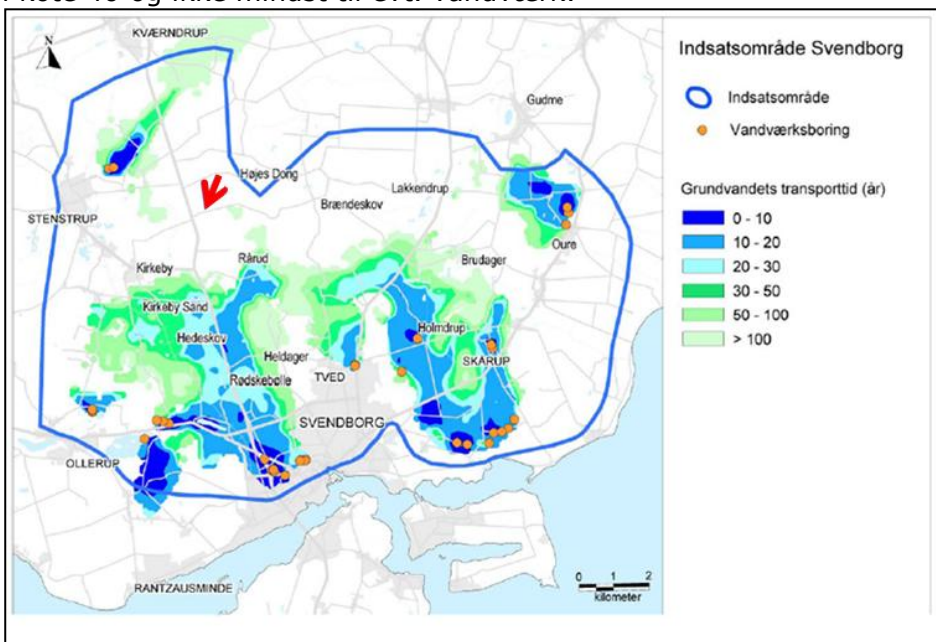 KVÆRNDRUP
N
Gudme
Højes Dong
Lakkendrup
Brændeskov
STENSTRUP
Oure
Kirkeby
Rårud
Brudager
Kirkeby Sand
Hedeskov
Holmdrup
Heldager
SKÅRUP
TVED
Rødskebølle
SVENDBORG
OLLERUP
RANTZAUSMINDE
0 1 2
kilometer
Indsatsområde Svendborg
Indsatsområde
Vandværksboring
Grundvandets transporttid (år)
0 - 10
10 - 20
20 - 30
30 - 50
50 - 100
> 100